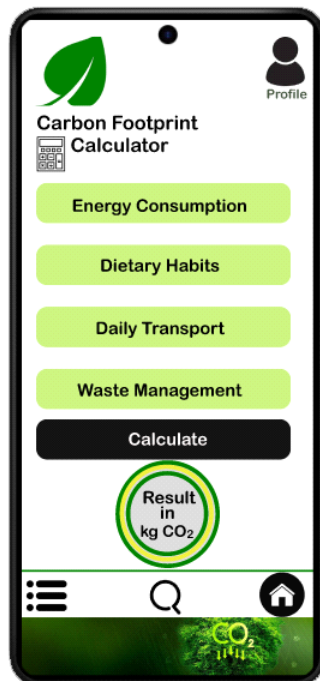 Profile
Carbon Footprint
Calculator
Energy Consumption
Dietary Habits
Daily Transport
Waste Management
Calculate
Result
in
kg CO₂
CO₂